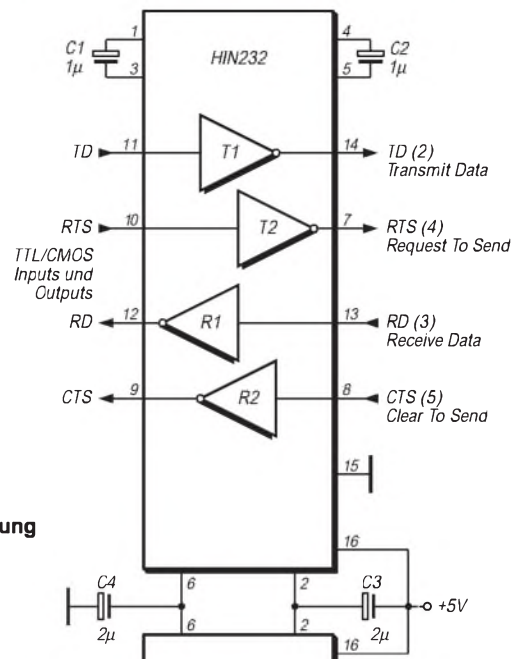 1
C1
1µ
3
HIN232
4
C2
1µ
5
TD
11
T1
14
TD (2)
Transmit Data
RTS
10
T2
7
RTS (4)
Request To Send
TTL/CMOS
Inputs und
Outputs
RD
12
R1
13
RD (3)
Receive Data
CTS
9
R2
8
CTS (5)
Clear To Send
15
ung
16
C4
2µ
6
2
C3
2µ
+5V
6
2
16